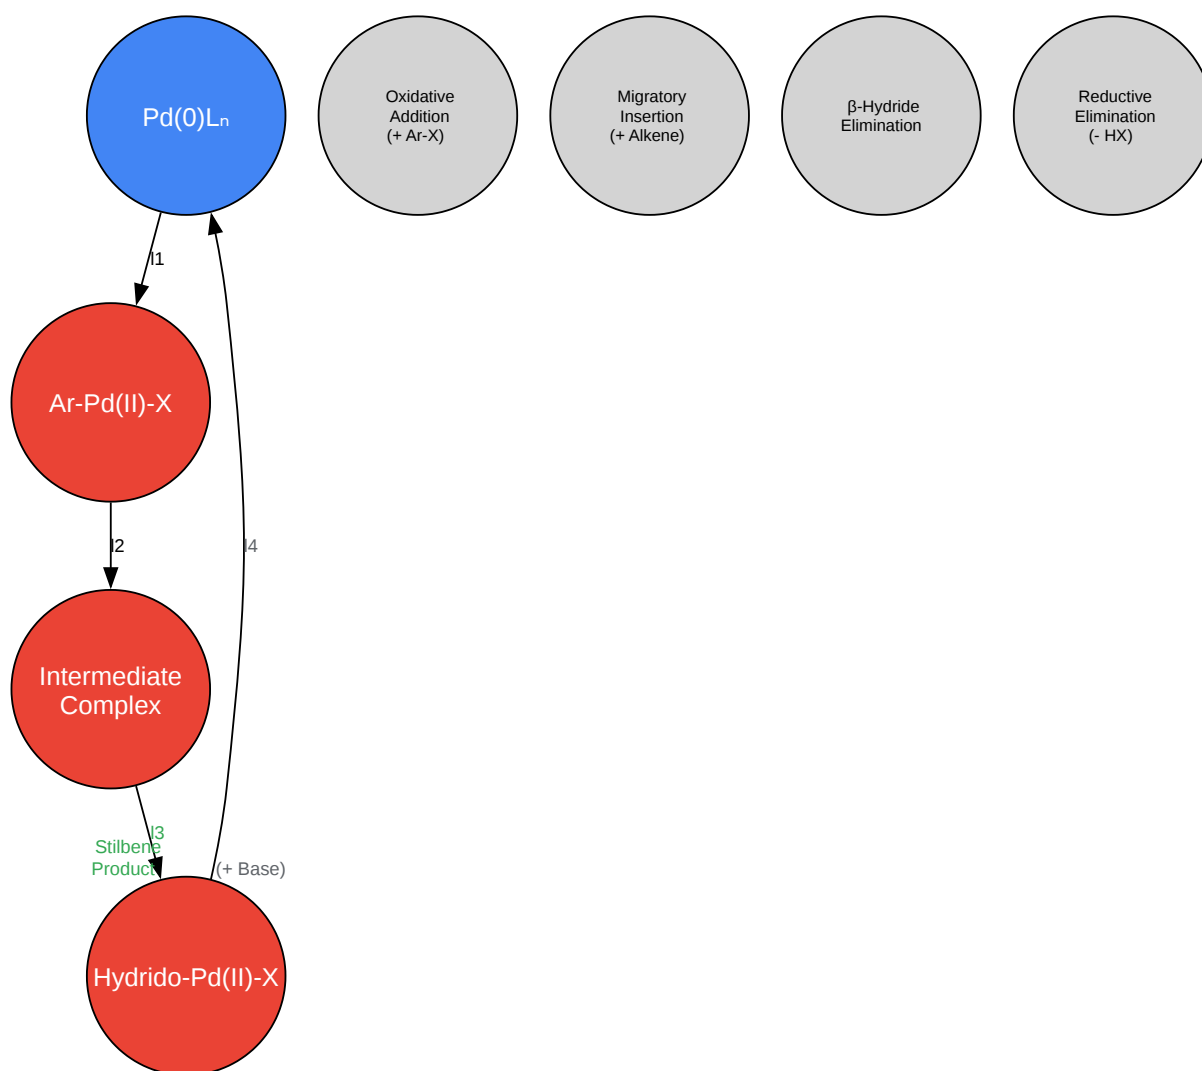 Pd(0)Lₙ
Oxidative
Addition
(+ Ar-X)
Migratory
Insertion
(+ Alkene)
β-Hydride
Elimination
Reductive
Elimination
(- HX)
l1
Ar-Pd(II)-X
l2
l4
Intermediate
Complex
l3
Stilbene
Product
(+ Base)
Hydrido-Pd(II)-X